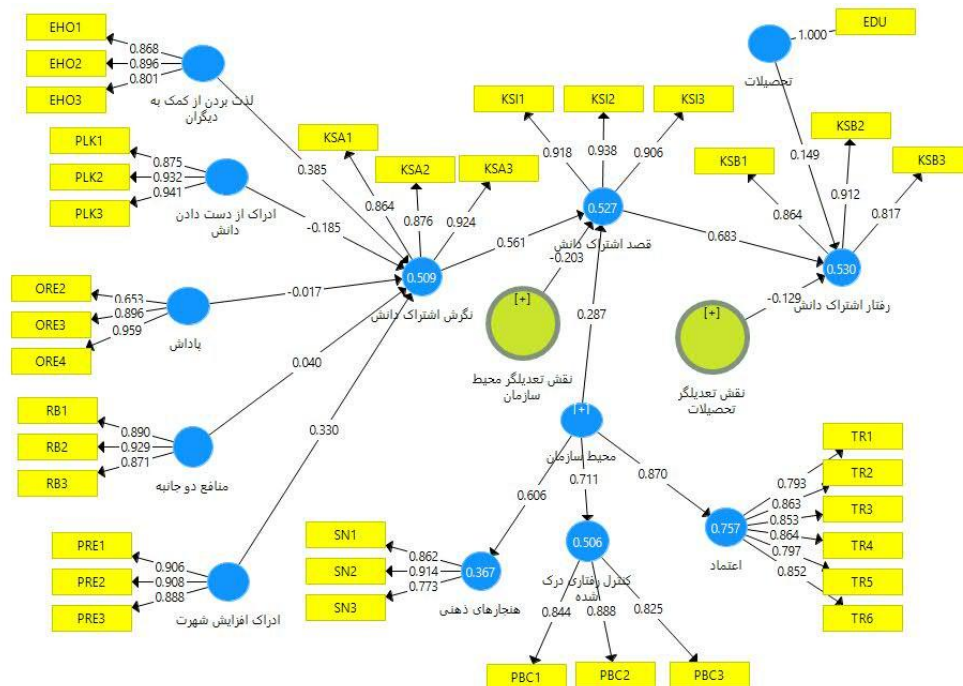 EHO1
0.868
EHO2
0.896
0.801
EHO3
لذت بردن از کمک به
دیگران
0.385
PLK1
0.875
PLK2
0.932
0.941
PLK3
ادراک از دست دادن
دانش
-0.185
ORE2
0.653
ORE3
0.896
0.959
ORE4
پاداش
-0.017
RB1
0.890
RB2
0.929
0.871
RB3
منافع دو جانبه
0.040
PRE1
0.906
PRE2
0.908
0.888
PRE3
ادراک افزایش شهرت
0.330
KSA1
KSA2
KSA3
0.864
0.876
0.924
0.509
نگرش اشتراک دانش
0.561
KSI1
KSI2
KSI3
0.918
0.938
0.906
0.527
قصد اشتراک دانش
-0.203
[+]
نقش تعدیلگر محیط
سازمان
0.287
0.683
EDU
1.000
تحصیلات
0.149
KSB1
KSB2
KSB3
0.864
0.912
0.817
0.530
رفتار اشتراک دانش
-0.129
[+]
نقش تعدیلگر
تحصیلات
[+]
محیط سازمان
0.606
0.711
0.870
SN1
0.862
SN2
0.914
0.773
SN3
0.367
هنجارهای ذهنی
0.506
کنترل رفتاری درک
شده
0.844
0.888
0.825
PBC1
PBC2
PBC3
0.757
اعتماد
TR1
0.793
TR2
0.863
TR3
0.853
0.864
TR4
0.797
TR5
0.852
TR6